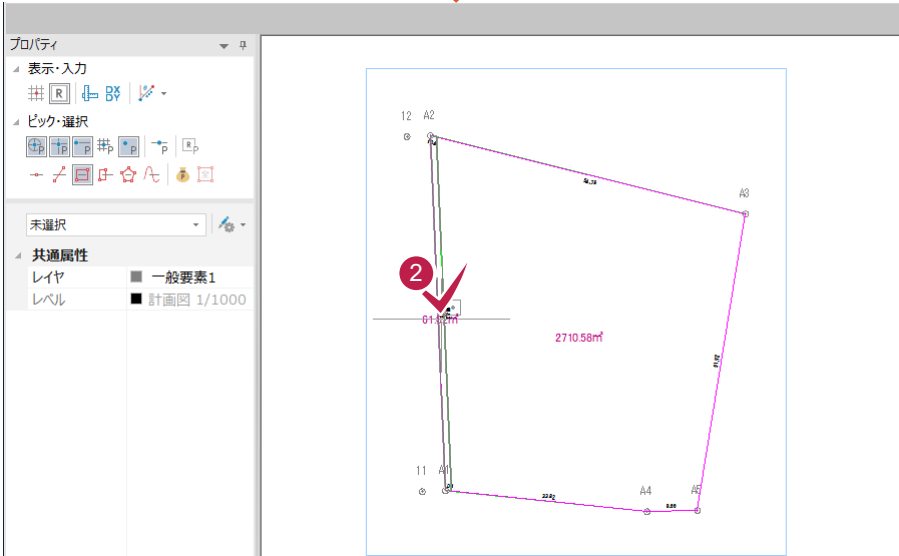 プロパティ
表示・入力
R
DX
DY
ピック・選択
P P P P P P R P
未選択
共通属性
レイヤ 一般要素1
レベル 計画図 1/1000
12 A2
A3
2
2710.58㎡
11 A1
A4 A5